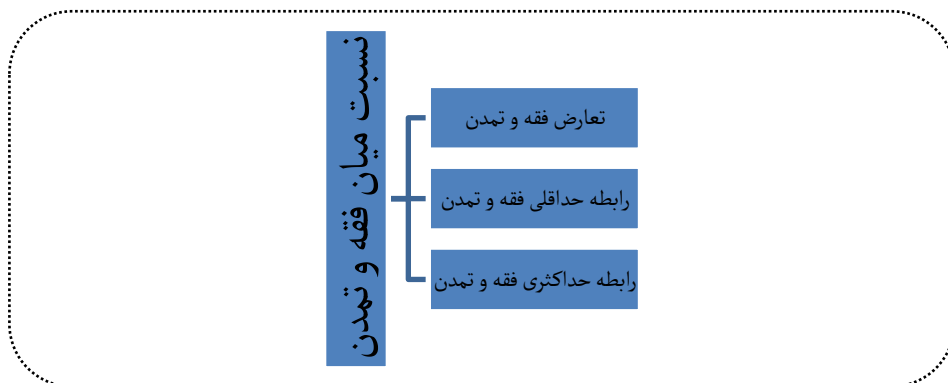 نسبت میان فقه و تمدن
تعارض فقه و تمدن
رابطه حداقلی فقه و تمدن
رابطه حداکثری فقه و تمدن